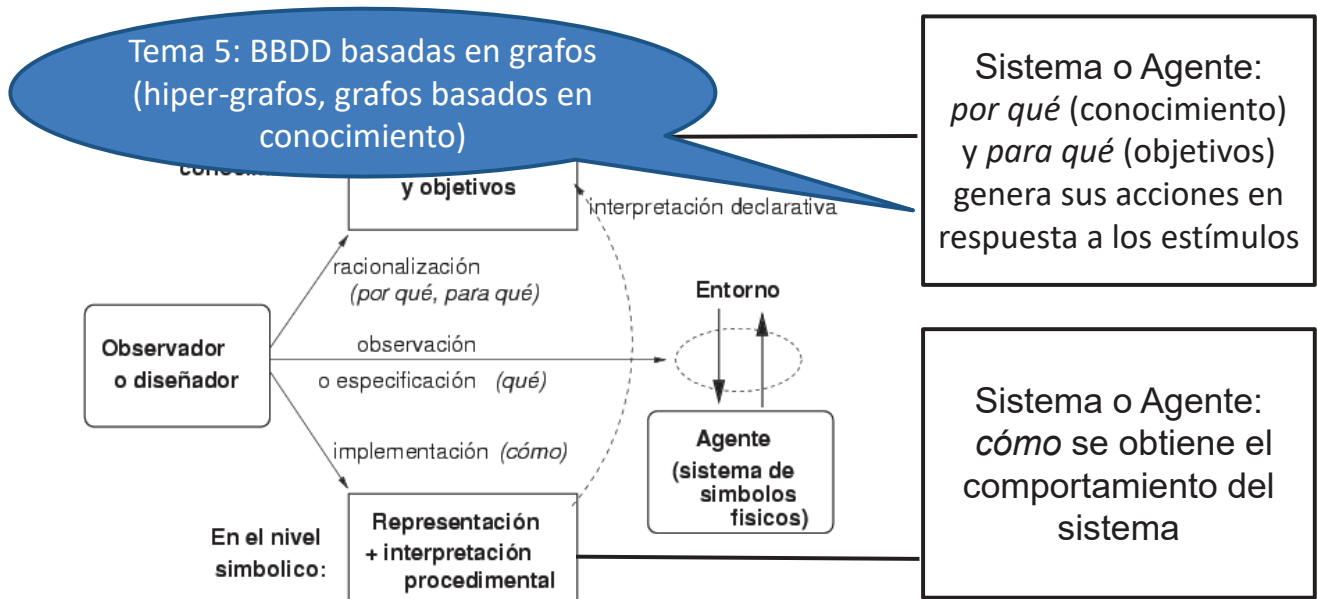 Tema 5: BBDD basadas en grafos
(hiper-grafos, grafos basados en
conocimiento)
Sistema o Agente:
por qué (conocimiento)
y para qué (objetivos)
genera sus acciones en
respuesta a los estímulos
y objetivos
interpretación declarativa
racionalización
(por qué, para qué)
Entorno
Observador
o diseñador
observación
o especificación (qué)
implementación (cómo)
Agente
(sistema de
simbolos
fisicos)
Sistema o Agente:
cómo se obtiene el
comportamiento del
sistema
En el nivel
simbolico:
Representación
+ interpretación
procedimental